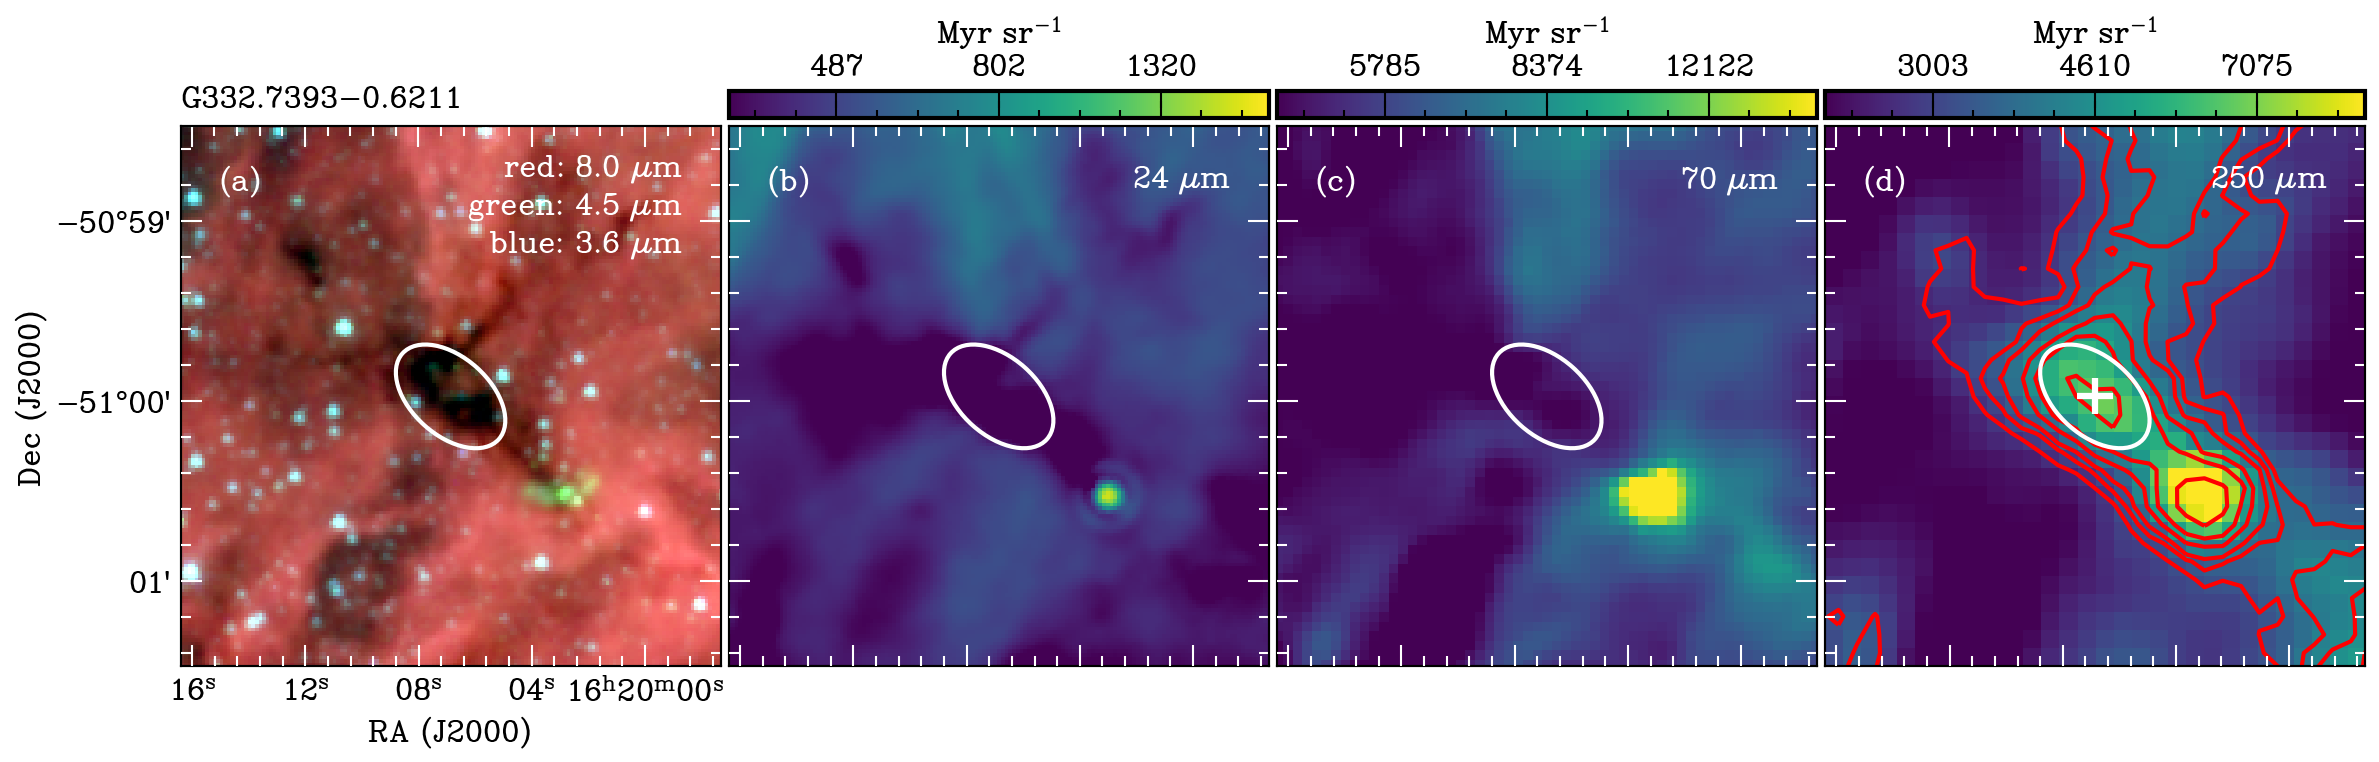 G332.7393−0.6211
Myr sr⁻¹
487 802 1320
Myr sr⁻¹
5785 8374 12122
Myr sr⁻¹
3003 4610 7075
(a)
red: 8.0 μm
green: 4.5 μm
blue: 3.6 μm
(b)
24 μm
(c)
70 μm
(d)
250 μm
Dec (J2000)
−50°59'
−51°00'
01'
16ˢ 12ˢ 08ˢ 04ˢ 16ʰ20ᵐ00ˢ
RA (J2000)